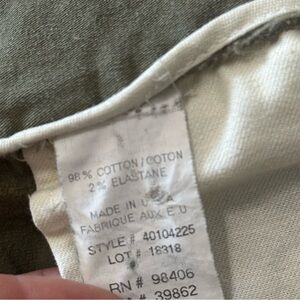 98% COTTON / COTON
2% ELASTANE
MADE IN U.S.A
FABRIQUE AUX E U
STYLE # 40104225
LOT # 18318
RN # 98406
# 39862